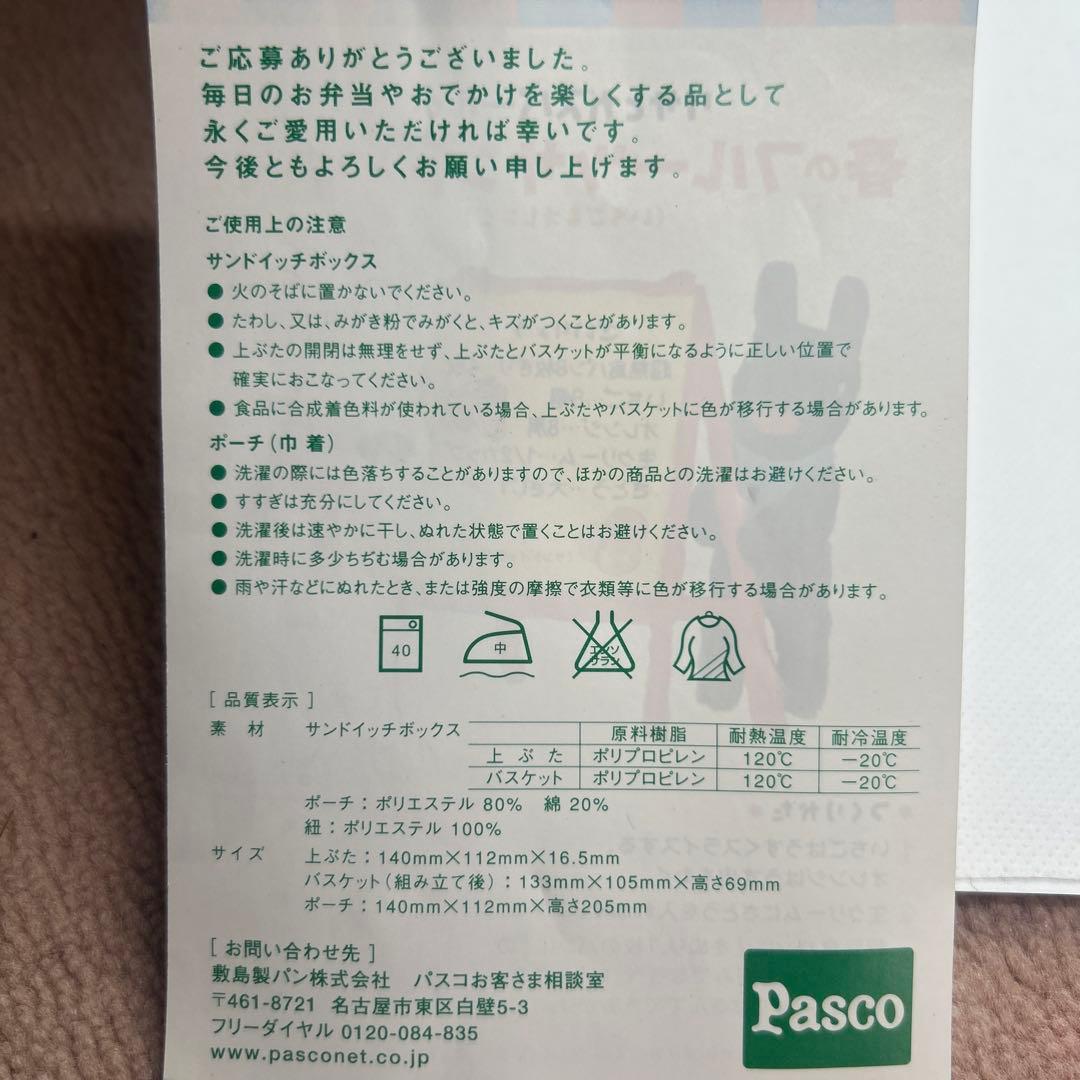 ご応募ありがとうございました。
毎日のお弁当やおでかけを楽しくする品として
永くご愛用いただければ幸いです。
今後ともよろしくお願い申し上げます。
ご使用上の注意
サンドイッチボックス
● 火のそばに置かないでください。
● たわし、又は、みがき粉でみがくと、キズがつくことがあります。
● 上ぶたの開閉は無理をせず、上ぶたとバスケットが平衡になるように正しい位置で
確実におこなってください。
● 食品に合成着色料が使われている場合、上ぶたやバスケットに色が移行する場合があります。
ポーチ(巾着)
● 洗濯の際には色落ちすることがありますので、ほかの商品との洗濯はお避けください。
● すすぎは充分にしてください。
● 洗濯後は速やかに干し、ぬれた状態で置くことはお避けください。
● 洗濯時に多少ちぢむ場合があります。
● 雨や汗などにぬれたとき、または強度の摩擦で衣類等に色が移行する場合があります。
40 中 エンソ
サラシ
[ 品質表示 ]
素 材 サンドイッチボックス 原料樹脂 耐熱温度 耐冷温度
上 ぶ た ポリプロピレン 120℃ −20℃
バスケット ポリプロピレン 120℃ −20℃
ポーチ：ポリエステル 80% 綿 20%
紐：ポリエステル 100%
サイズ 上ぶた：140mm×112mm×16.5mm
バスケット(組み立て後)：133mm×105mm×高さ69mm
ポーチ：140mm×112mm×高さ205mm
[ お問い合わせ先 ]
敷島製パン株式会社 パスコお客さま相談室
〒461-8721 名古屋市東区白壁5-3
フリーダイヤル 0120-084-835
www.pasconet.co.jp
Pasco